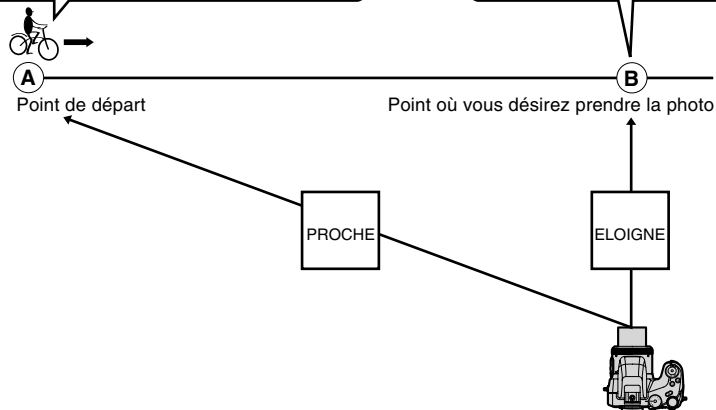 A
B
Point de départ
Point où vous désirez prendre la photo
PROCHE
ELOIGNE